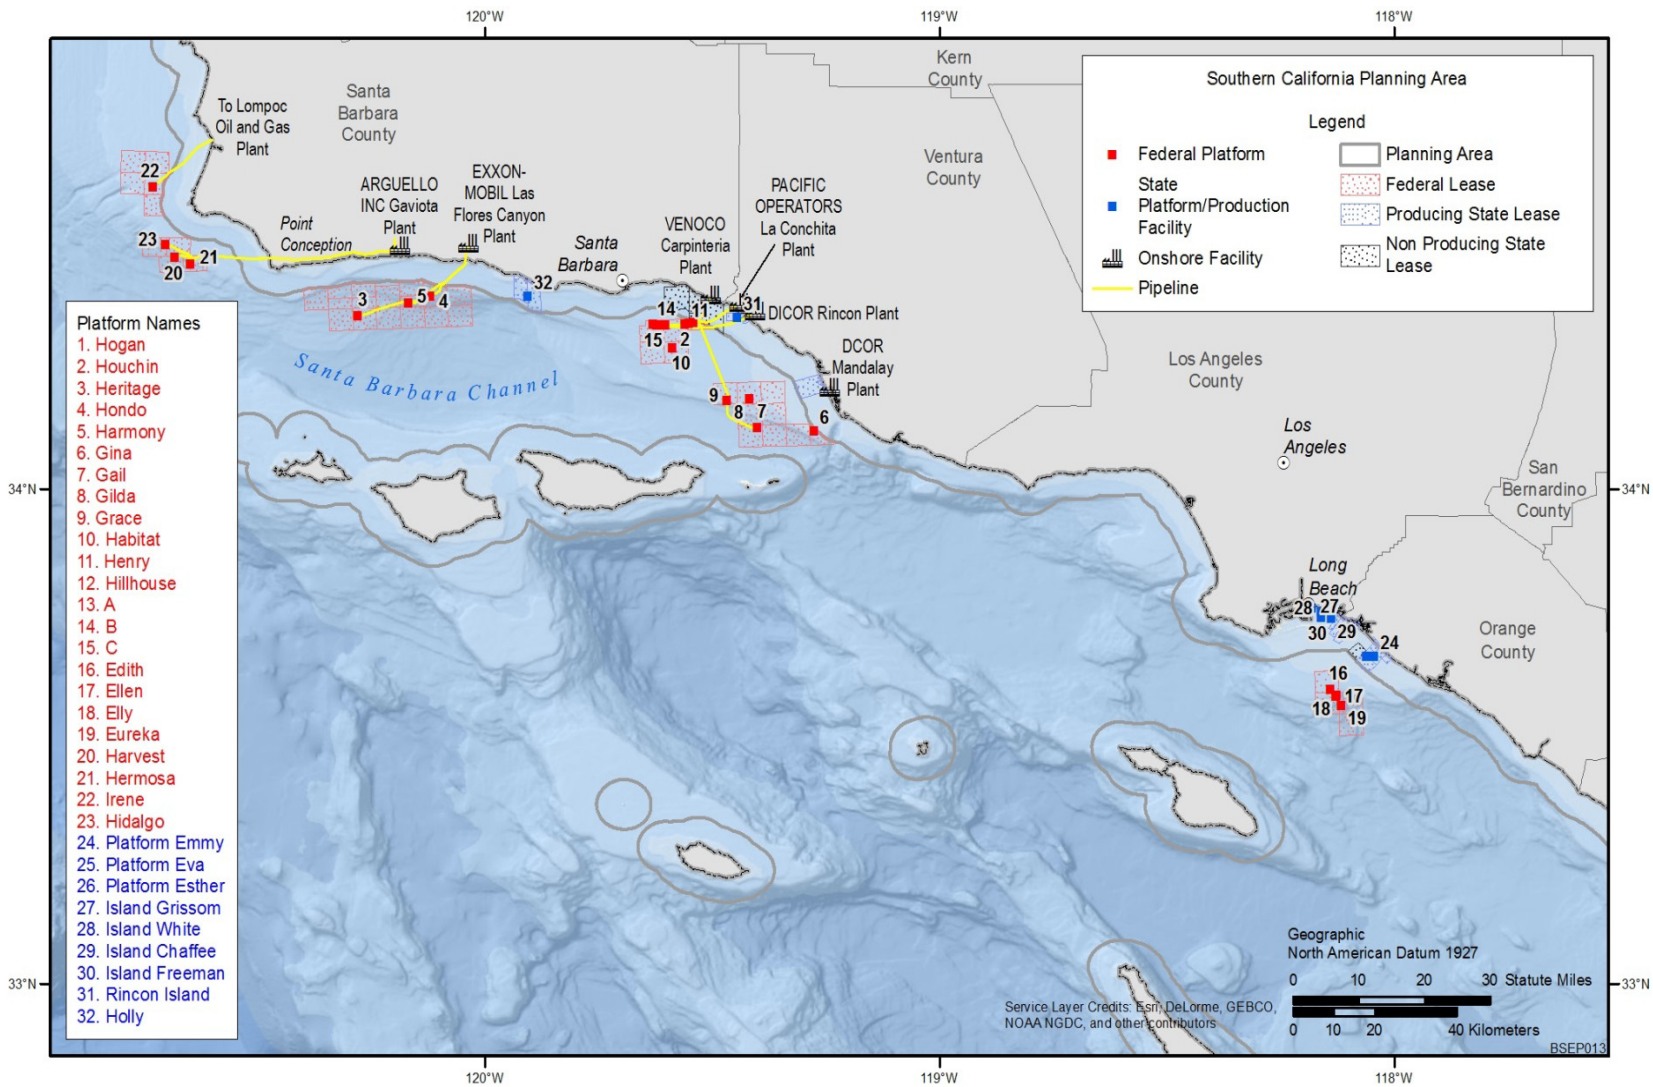 120°W
119°W
118°W
Kern
County
Santa
Barbara
County
Ventura
County
To Lompoc
Oil and Gas
Plant
Point
Conception
ARGUELLO
INC Gaviota
Plant
EXXON-
MOBIL Las
Flores Canyon
Plant
Santa
Barbara
VENOCO
Carpinteria
Plant
PACIFIC
OPERATORS
La Conchita
Plant
DICOR Rincon Plant
DCOR
Mandalay
Plant
Santa Barbara Channel
Los Angeles
County
Los
Angeles
San
Bernardino
County
Long
Beach
Orange
County
22
23
20
21
3
5
4
32
14
11
31
15
2
10
9
8
7
6
28
27
30
29
24
16
17
18
19
Southern California Planning Area
Legend
Federal Platform
State
Platform/Production
Facility
Onshore Facility
Pipeline
Planning Area
Federal Lease
Producing State Lease
Non Producing State
Lease
Platform Names
1. Hogan
2. Houchin
3. Heritage
4. Hondo
5. Harmony
6. Gina
7. Gail
8. Gilda
9. Grace
10. Habitat
11. Henry
12. Hillhouse
13. A
14. B
15. C
16. Edith
17. Ellen
18. Elly
19. Eureka
20. Harvest
21. Hermosa
22. Irene
23. Hidalgo
24. Platform Emmy
25. Platform Eva
26. Platform Esther
27. Island Grissom
28. Island White
29. Island Chaffee
30. Island Freeman
31. Rincon Island
32. Holly
34°N
34°N
33°N
33°N
Geographic
North American Datum 1927
0 10 20 30 Statute Miles
0 10 20 40 Kilometers
Service Layer Credits: Esri, DeLorme, GEBCO,
NOAA NGDC, and other contributors
BSEP013
120°W
119°W
118°W